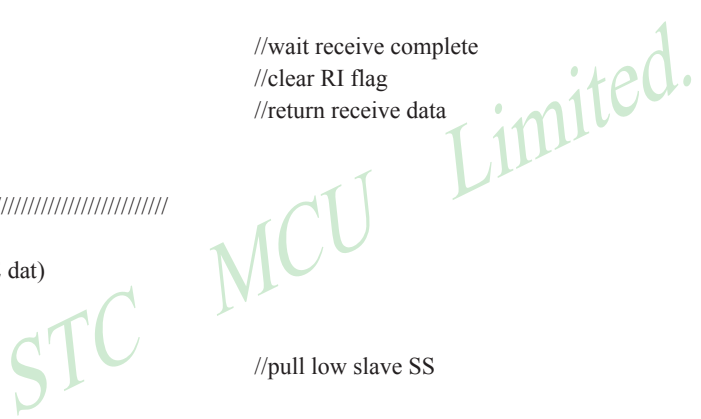 //wait receive complete
//clear RI flag
//return receive data
//////////////////////////
dat)
//pull low slave SS
STC MCU Limited.